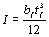 I = b_f t_f^3 / 12